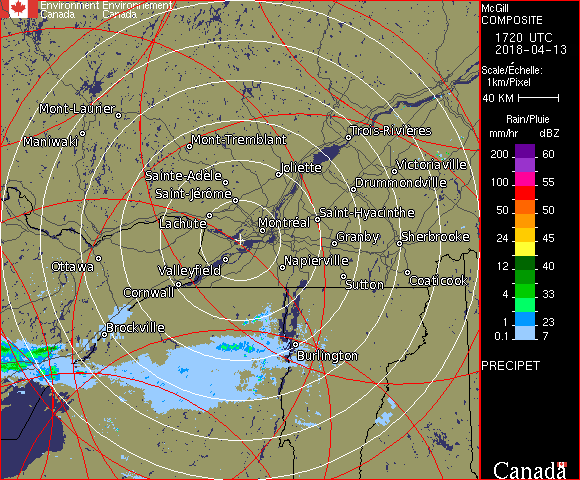 Environment Environnement
Canada Canada
McGill
COMPOSITE
1720 UTC
2018-04-13
Scale/Échelle:
1km/Pixel
40 KM
Rain/Pluie
mm/hr dBZ
200 60
100 55
50 50
24 45
12 40
4 33
1 23
0.1 7
PRECIPET
Canada
Mont-Laurier
Maniwaki
Mont-Tremblant
Trois-Rivières
Joliette
Victoriaville
Sainte-Adèle
Drummondville
Saint-Jérôme
Lachute
Montréal
Saint-Hyacinthe
Granby
Sherbrooke
Ottawa
Valleyfield
Napierville
Cornwall
Sutton
Coaticook
Brockville
Burlington